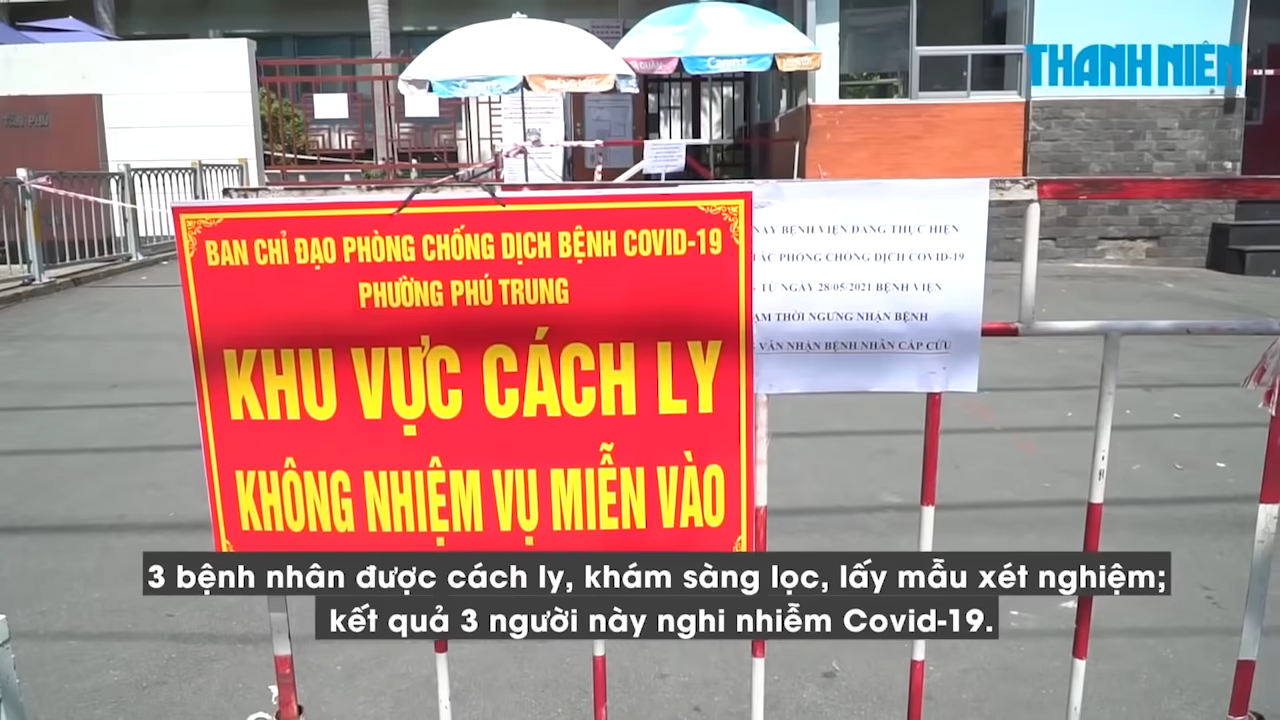 THANH NIÊN
BAN CHỈ ĐẠO PHÒNG CHỐNG DỊCH BỆNH COVID-19
PHƯỜNG PHÚ TRUNG
KHU VỰC CÁCH LY
KHÔNG NHIỆM VỤ MIỄN VÀO
NAY BỆNH VIỆN ĐANG THỰC HIỆN
TÁC PHÒNG CHỐNG DỊCH COVID-19
TỪ NGÀY 28/05/2021 BỆNH VIỆN
THỜI NGƯNG NHẬN BỆNH
VẪN NHẬN BỆNH NHÂN CẤP CỨU
3 bệnh nhân được cách ly, khám sàng lọc, lấy mẫu xét nghiệm;
kết quả 3 người này nghi nhiễm Covid-19.